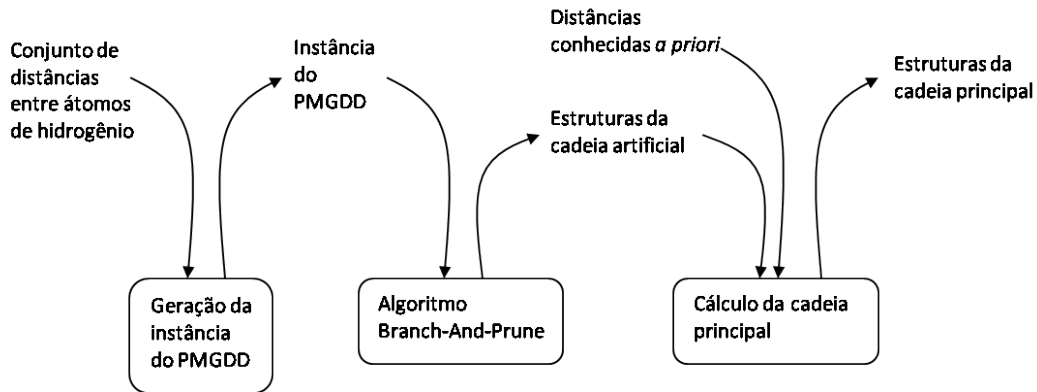 Conjunto de
distâncias
entre átomos
de hidrogênio
Instância
do
PMGDD
Distâncias
conhecidas a priori
Estruturas da
cadeia artificial
Estruturas da
cadeia principal
Geração da
instância
do PMGDD
Algoritmo
Branch-And-Prune
Cálculo da cadeia
principal